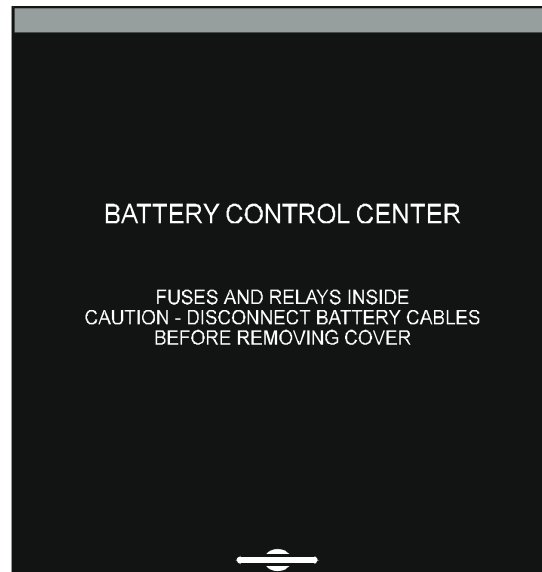 BATTERY CONTROL CENTER
FUSES AND RELAYS INSIDE
CAUTION - DISCONNECT BATTERY CABLES
BEFORE REMOVING COVER